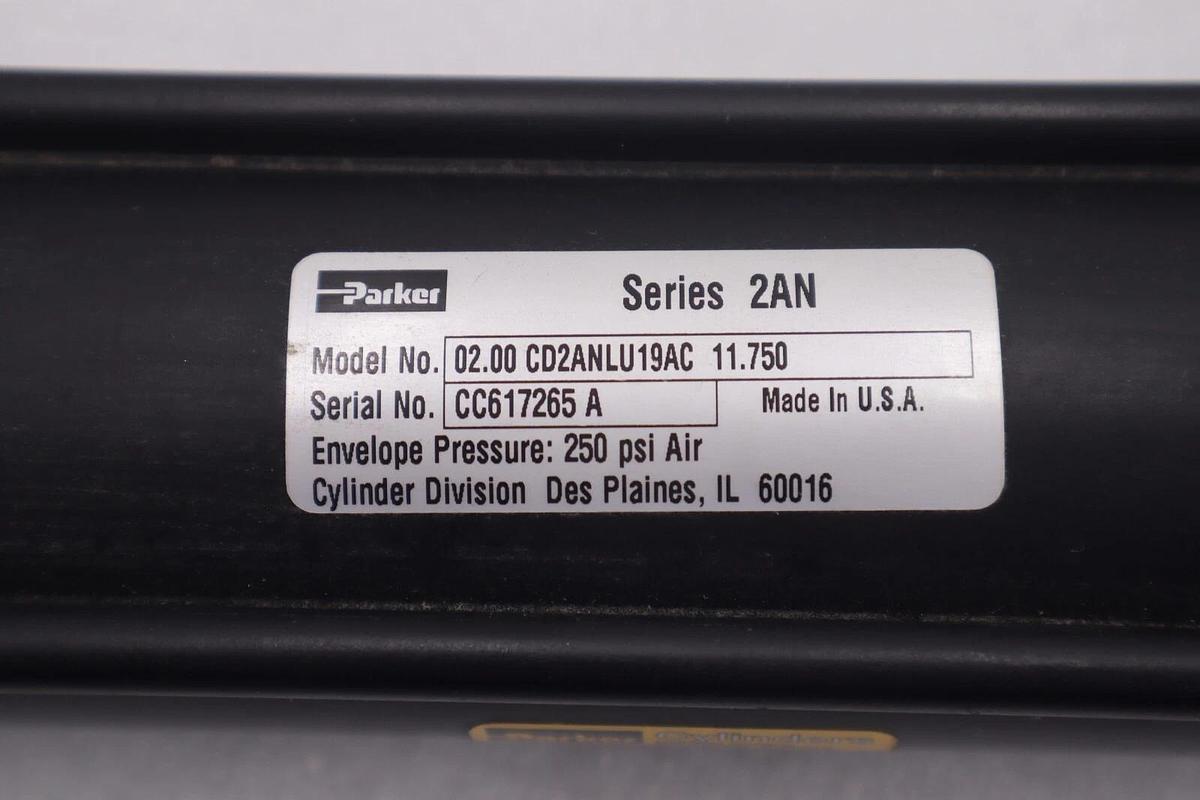 Parker Series 2AN
Model No. 02.00 CD2ANLU19AC 11.750
Serial No. CC617265 A Made In U.S.A.
Envelope Pressure: 250 psi Air
Cylinder Division Des Plaines, IL 60016
Parker